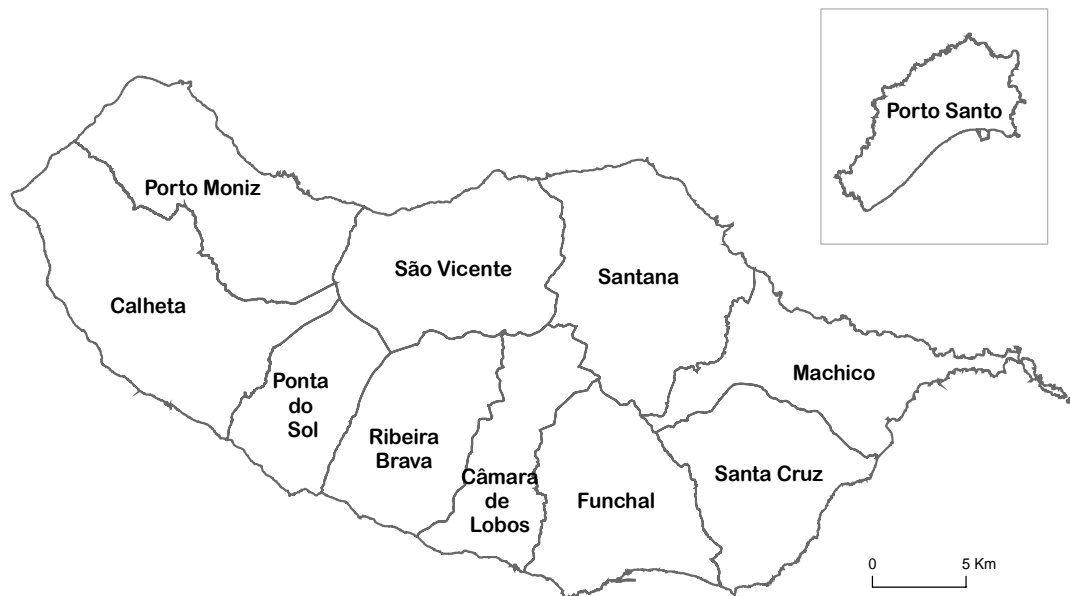 Porto Santo
Porto Moniz
São Vicente
Santana
Calheta
Machico
Ponta
do
Sol
Ribeira
Brava
Câmara
de
Lobos
Funchal
Santa Cruz
0 5 Km